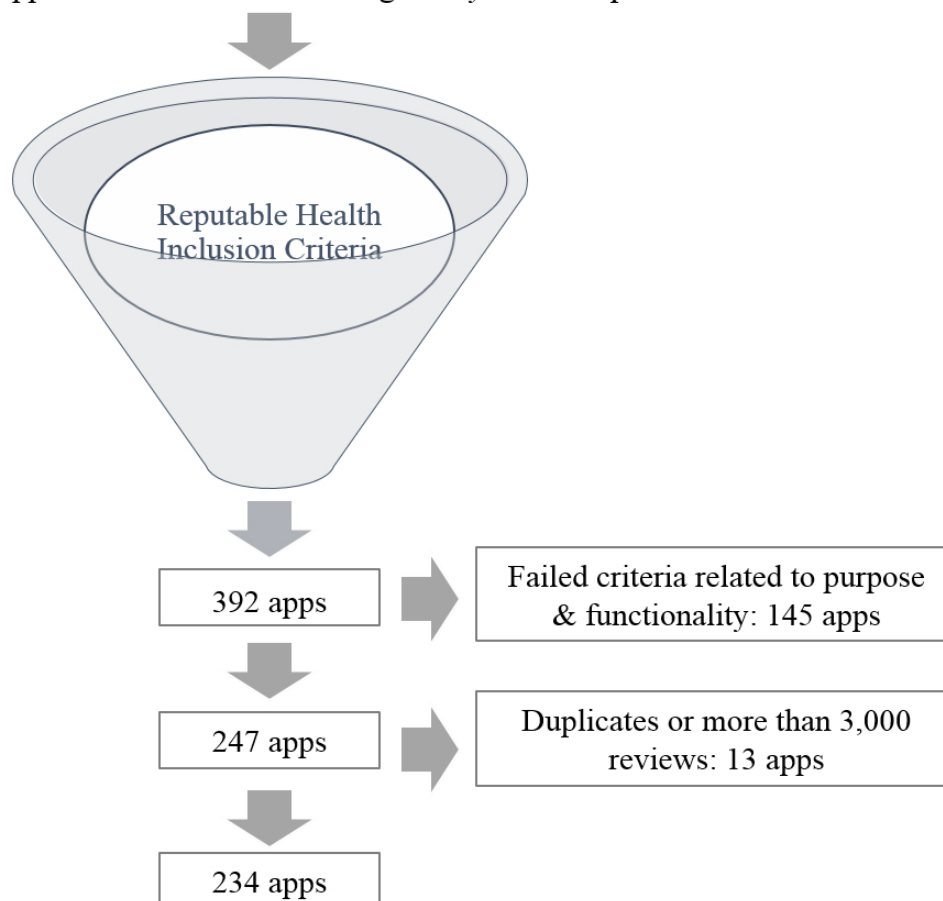 Reputable Health
Inclusion Criteria
392 apps
Failed criteria related to purpose
& functionality: 145 apps
247 apps
Duplicates or more than 3,000
reviews: 13 apps
234 apps